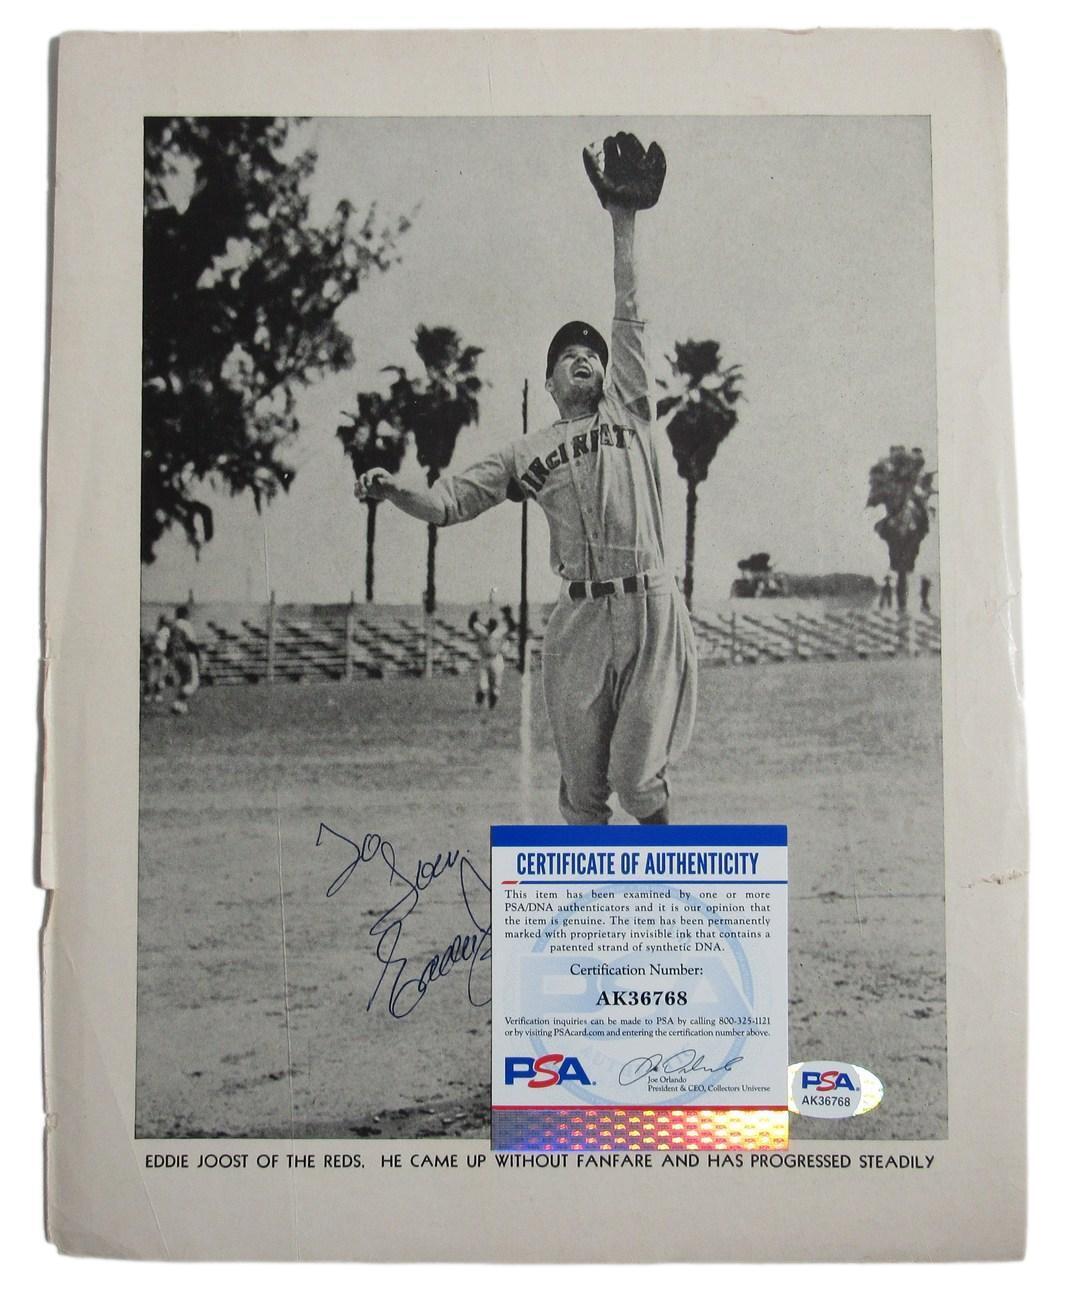 CINCINNATI
To
Eddie
CERTIFICATE OF AUTHENTICITY
This item has been examined by one or more
PSA/DNA authenticators and it is our opinion that
the item is genuine. The item has been permanently
marked with proprietary invisible ink that contains a
patented strand of synthetic DNA.
Certification Number:
AK36768
Verification inquiries can be made to PSA by calling 800-325-1121
or by visiting PSAcard.com and entering the certification number above.
PSA
Joe Orlando
President & CEO, Collectors Universe
PSA
AK36768
EDDIE JOOST OF THE REDS. HE CAME UP WITHOUT FANFARE AND HAS PROGRESSED STEADILY